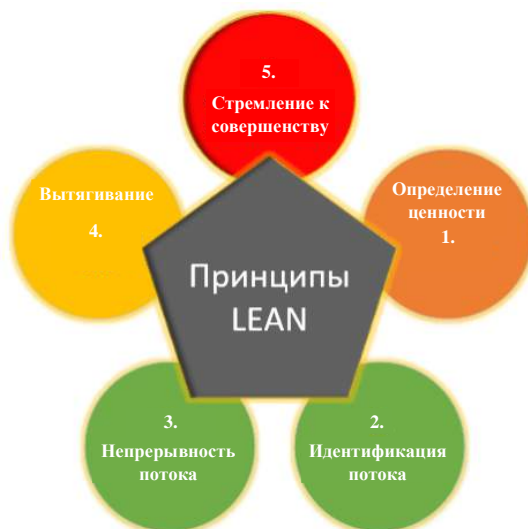 5.
Стремление к
совершенству
Вытягивание
4.
Определение
ценности
1.
Принципы
LEAN
3.
Непрерывность
потока
2.
Идентификация
потока